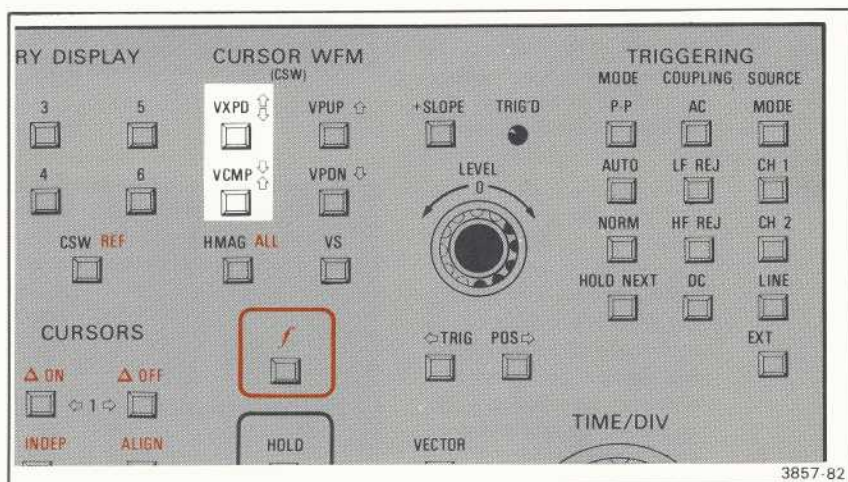 RY DISPLAY
3 5
4 6
CSW REF
CURSOR WFM
(CSW)
VXPD ⇧⇩ VPUP ⇧
VCMP ⇩⇧ VPDN ⇩
HMAG ALL VS
f
CURSORS
Δ ON Δ OFF
⇦ 1 ⇨
INDEP ALIGN
HOLD
TRIGGERING
MODE COUPLING SOURCE
+SLOPE TRIG'D P-P AC MODE
LEVEL
0
AUTO LF REJ CH 1
NORM HF REJ CH 2
HOLD NEXT DC LINE
⇦TRIG POS⇨ EXT
VECTOR
TIME/DIV
3857-82